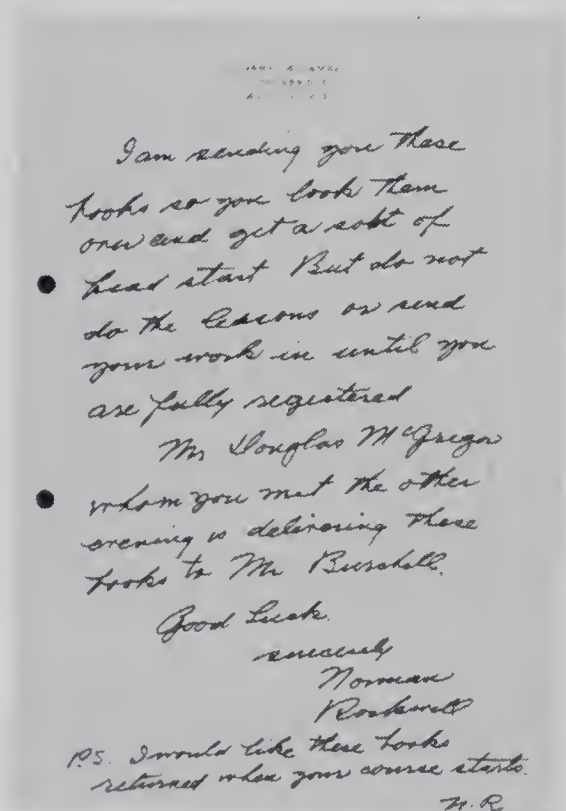 I am sending you these
books so you look them
over and get a sort of
head start But do not
do the lessons or send
your work in until you
are fully registered
Mr Douglas McGregor
whom you met the other
evening is delivering these
books to Mr
Good Luck.
sincerely
Norman
Rockwell
P.S. I would like these books
returned when your course starts.
N.R.